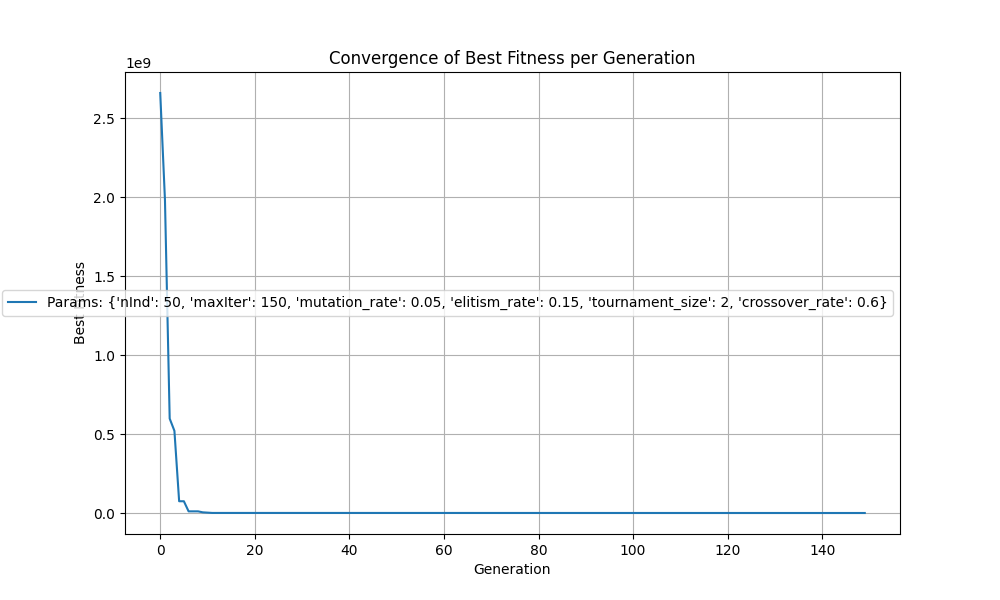 Convergence of Best Fitness per Generation
1e9
2.5
2.0
1.5
1.0
0.5
0.0
Best
ness
Params: {'nInd': 50, 'maxIter': 150, 'mutation_rate': 0.05, 'elitism_rate': 0.15, 'tournament_size': 2, 'crossover_rate': 0.6}
0 20 40 60 80 100 120 140
Generation